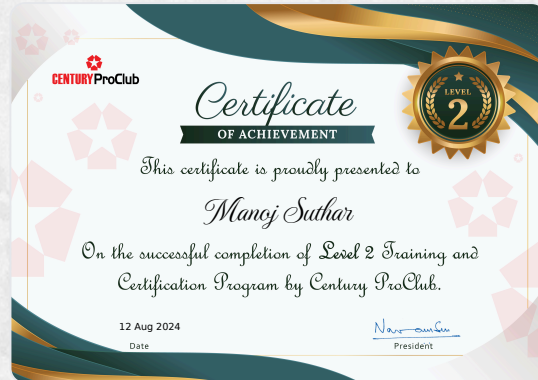 CENTURY ProClub
Certificate
OF ACHIEVEMENT
LEVEL
2
This certificate is proudly presented to
Manoj Suthar
On the successful completion of Level 2 Training and
Certification Program by Century ProClub.
12 Aug 2024
Date
President